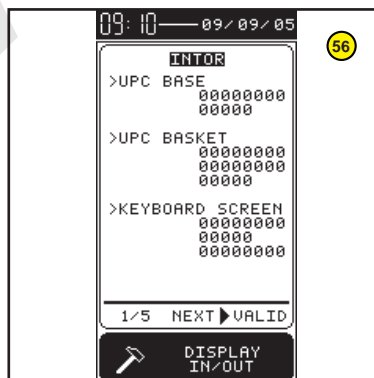 09:10 09/09/05
56
INTOR
>UPC BASE
00000000
00000
>UPC BASKET
00000000
00000000
00000
>KEYBOARD SCREEN
00000000
00000
00000000
1/5 NEXT▶VALID
DISPLAY
IN/OUT